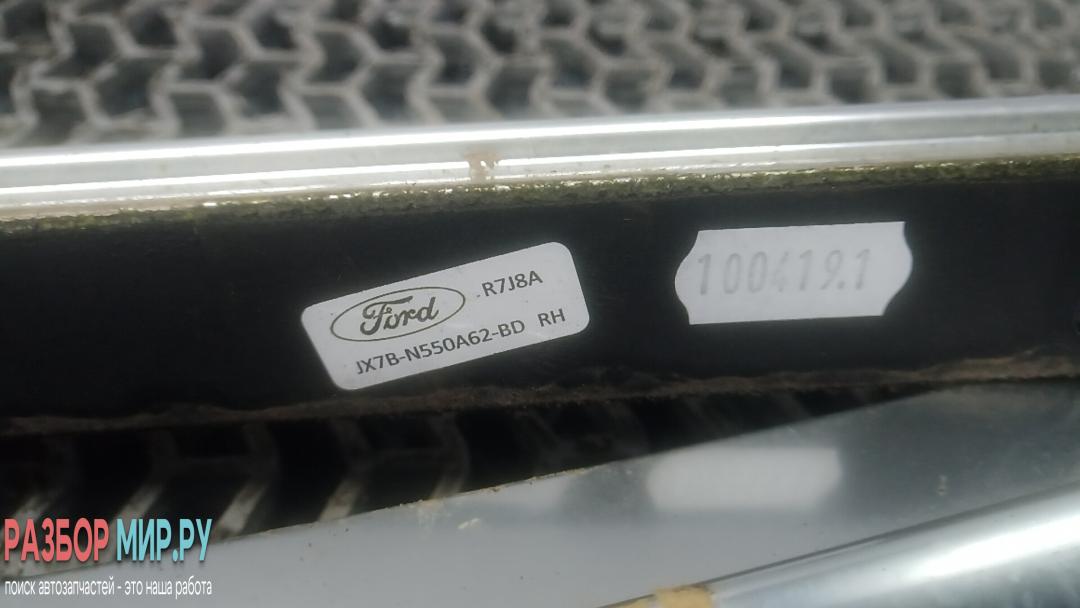 Ford
R7J8A
JX7B-N550A62-BD RH
100419.1
РАЗБОР МИР.РУ
поиск автозапчастей - это наша работа